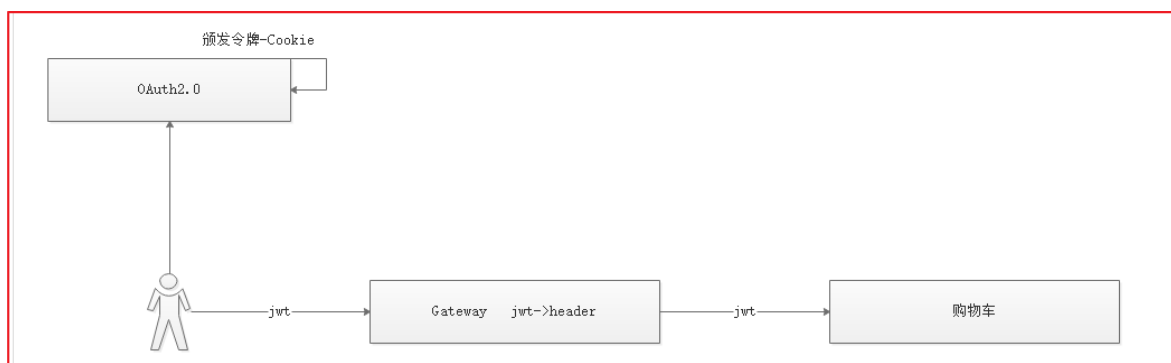 颁发令牌-Cookie
OAuth2.0
jwt
Gateway jwt->header
jwt
购物车